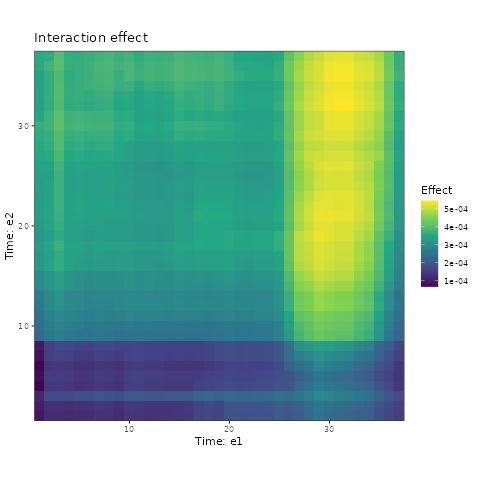 Interaction effect
Time: e2
30
20
10
10
20
30
Time: e1
Effect
5e-04
4e-04
3e-04
2e-04
1e-04